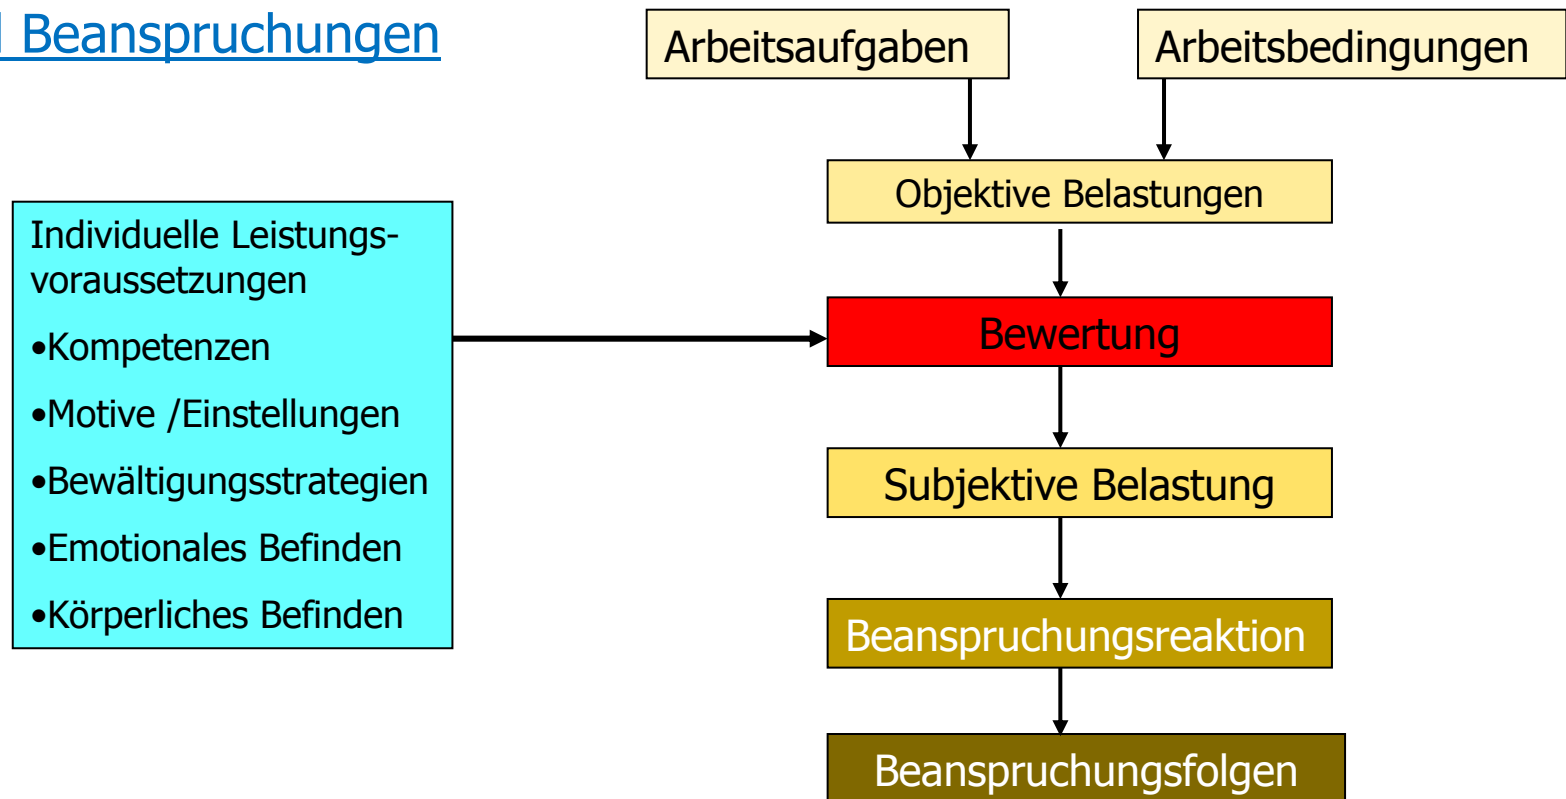 Beanspruchungen
Arbeitsaufgaben
Arbeitsbedingungen
Objektive Belastungen
Individuelle Leistungs-
voraussetzungen
•Kompetenzen
•Motive /Einstellungen
•Bewältigungsstrategien
•Emotionales Befinden
•Körperliches Befinden
Bewertung
Subjektive Belastung
Beanspruchungsreaktion
Beanspruchungsfolgen